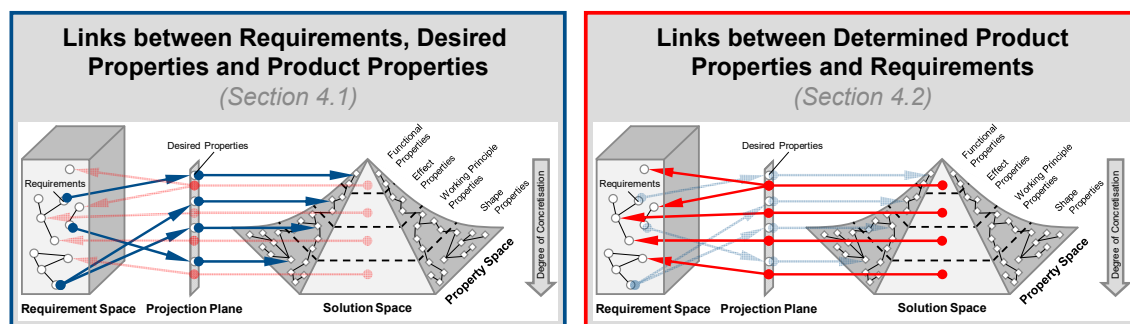 Links between Requirements, Desired
Properties and Product Properties
(Section 4.1)
Desired Properties
Requirements
Functional
Properties
Effect
Properties
Working Principle
Properties
Shape
Properties
Degree of Concretisation
Property Space
Requirement Space
Projection Plane
Solution Space
Links between Determined Product
Properties and Requirements
(Section 4.2)
Desired Properties
Requirements
Functional
Properties
Effect
Properties
Working Principle
Properties
Shape
Properties
Degree of Concretisation
Property Space
Requirement Space
Projection Plane
Solution Space